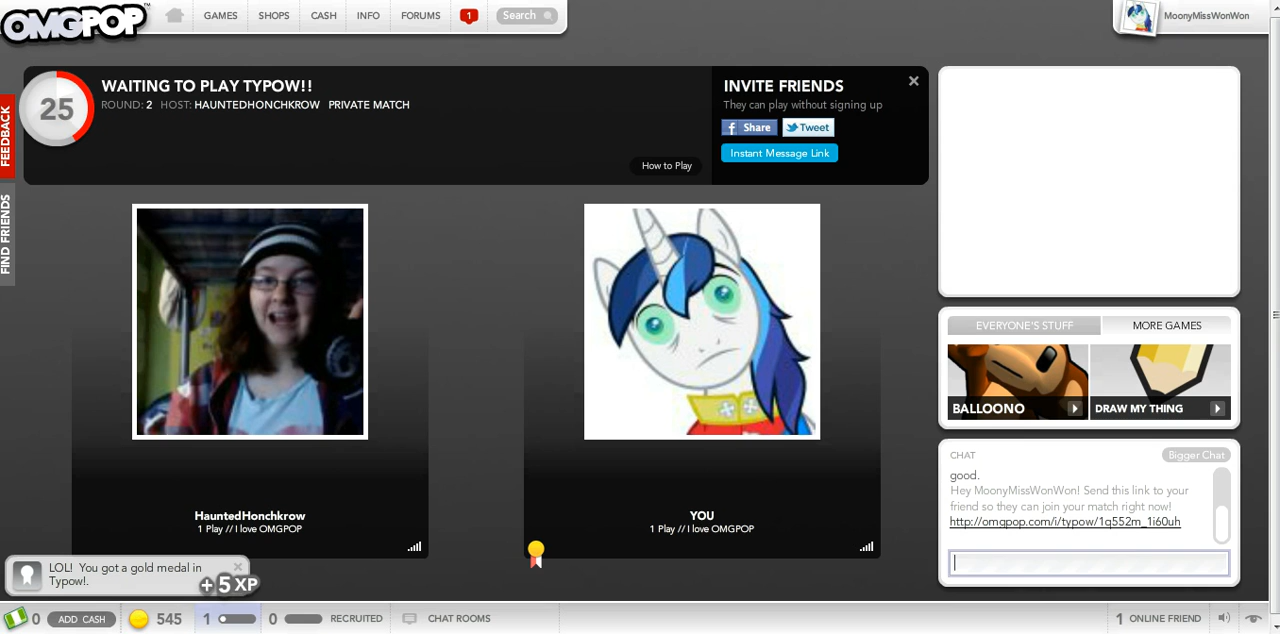 OMGPOP™
GAMES SHOPS CASH INFO FORUMS 1 Search
MoonyMissWonWon
FEEDBACK
FIND FRIENDS
25
WAITING TO PLAY TYPOW!!
ROUND: 2 HOST: HAUNTEDHONCHKROW PRIVATE MATCH
How to Play
INVITE FRIENDS
They can play without signing up
Share Tweet
Instant Message Link
HauntedHonchkrow
1 Play // I love OMGPOP
YOU
1 Play // I love OMGPOP
EVERYONE'S STUFF MORE GAMES
BALLOONO DRAW MY THING
CHAT Bigger Chat
good.
Hey MoonyMissWonWon! Send this link to your
friend so they can join your match right now!
http://omgpop.com/i/typow/1q552m_1i60uh
LOL! You got a gold medal in
Typow!.
+5 XP
0 ADD CASH 545 1 0 RECRUITED CHAT ROOMS 1 ONLINE FRIEND